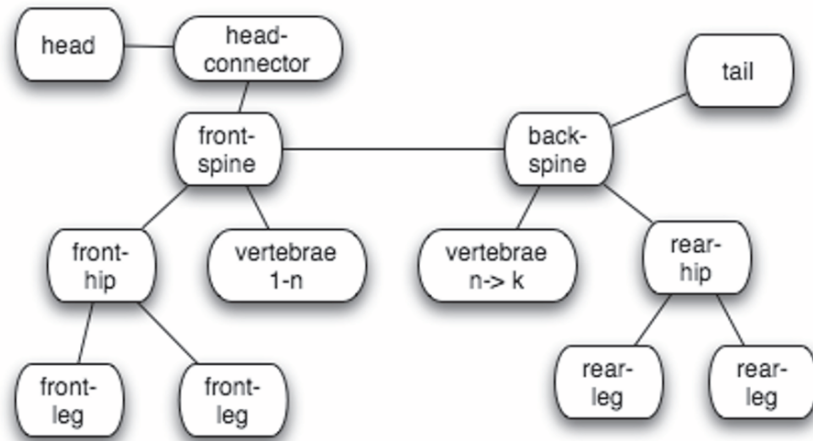 head
head-
connector
tail
front-
spine
back-
spine
front-
hip
vertebrae
1-n
vertebrae
n-> k
rear-
hip
front-
leg
front-
leg
rear-
leg
rear-
leg